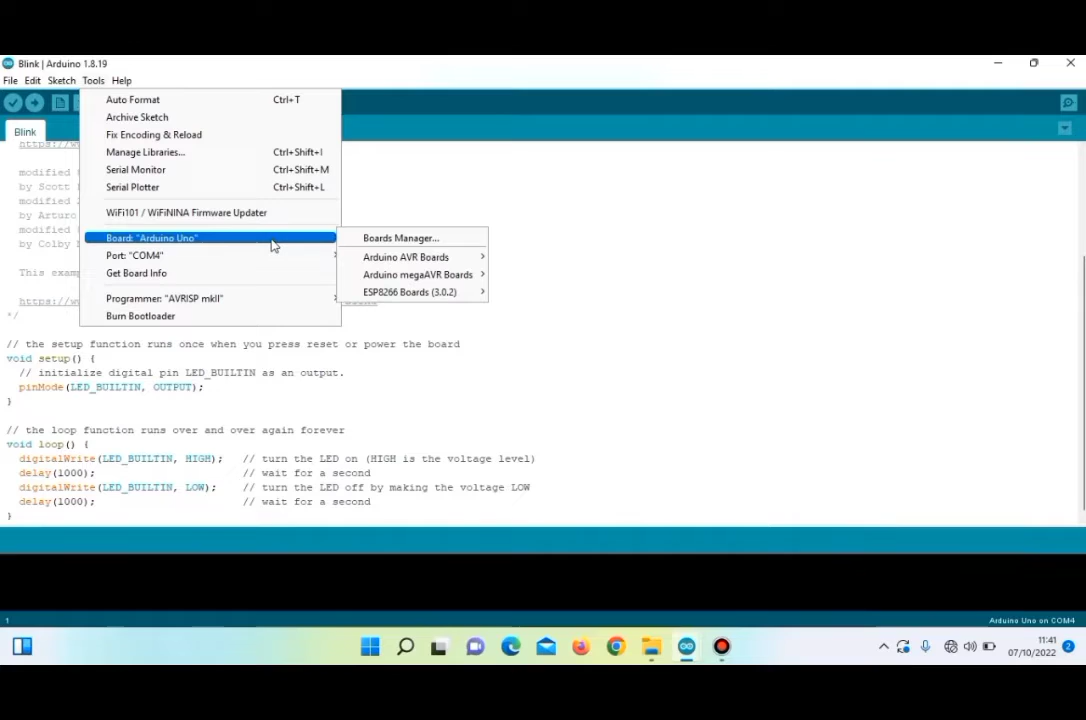 Blink | Arduino 1.8.19
File Edit Sketch Tools Help
Auto Format Ctrl+T
Archive Sketch
Fix Encoding & Reload
Manage Libraries... Ctrl+Shift+I
Serial Monitor Ctrl+Shift+M
Serial Plotter Ctrl+Shift+L
WiFi101 / WiFiNINA Firmware Updater
Board: "Arduino Uno"
Port: "COM4"
Get Board Info
Programmer: "AVRISP mkII"
Burn Bootloader
Boards Manager...
Arduino AVR Boards
Arduino megaAVR Boards
ESP8266 Boards (3.0.2)
Blink
modified
by Scott
modified
by Arturo
modified
by Colby
This
*/
// the setup function runs once when you press reset or power the board
void setup() {
// initialize digital pin LED_BUILTIN as an output.
pinMode(LED_BUILTIN, OUTPUT);
}
// the loop function runs over and over again forever
void loop() {
digitalWrite(LED_BUILTIN, HIGH); // turn the LED on (HIGH is the voltage level)
delay(1000); // wait for a second
digitalWrite(LED_BUILTIN, LOW); // turn the LED off by making the voltage LOW
delay(1000); // wait for a second
}
1
Arduino Uno on COM4
11:41
07/10/2022
2